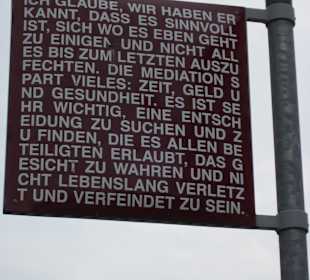 ICH GLAUBE, WIR HABEN ER
KANNT, DASS ES SINNVOLL
IST, SICH WO ES EBEN GEHT
ZU EINIGEN UND NICHT ALL
ES BIS ZUM LETZTEN AUSZU
FECHTEN. DIE MEDIATION S
PART VIELES: ZEIT, GELD U
ND GESUNDHEIT. ES IST SE
HR WICHTIG, EINE ENTSCH
EIDUNG ZU SUCHEN UND Z
U FINDEN, DIE ES ALLEN BE
TEILIGTEN ERLAUBT, DAS G
ESICHT ZU WAHREN UND NI
CHT LEBENSLANG VERLETZ
T UND VERFEINDET ZU SEIN.